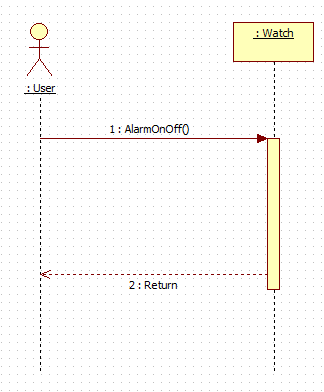 : Watch
: User
1 : AlarmOnOff()
2 : Return